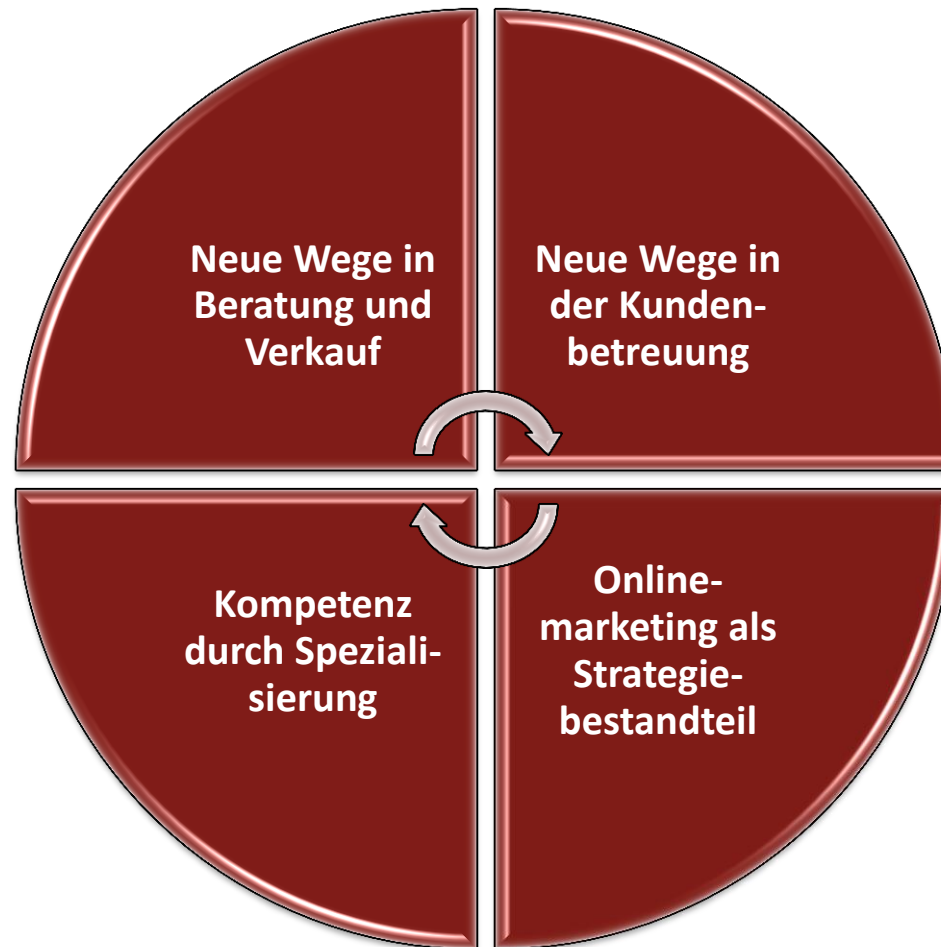 Neue Wege in
Beratung und
Verkauf
Neue Wege in
der Kunden-
betreuung
Kompetenz
durch Speziali-
sierung
Online-
marketing als
Strategie-
bestandteil